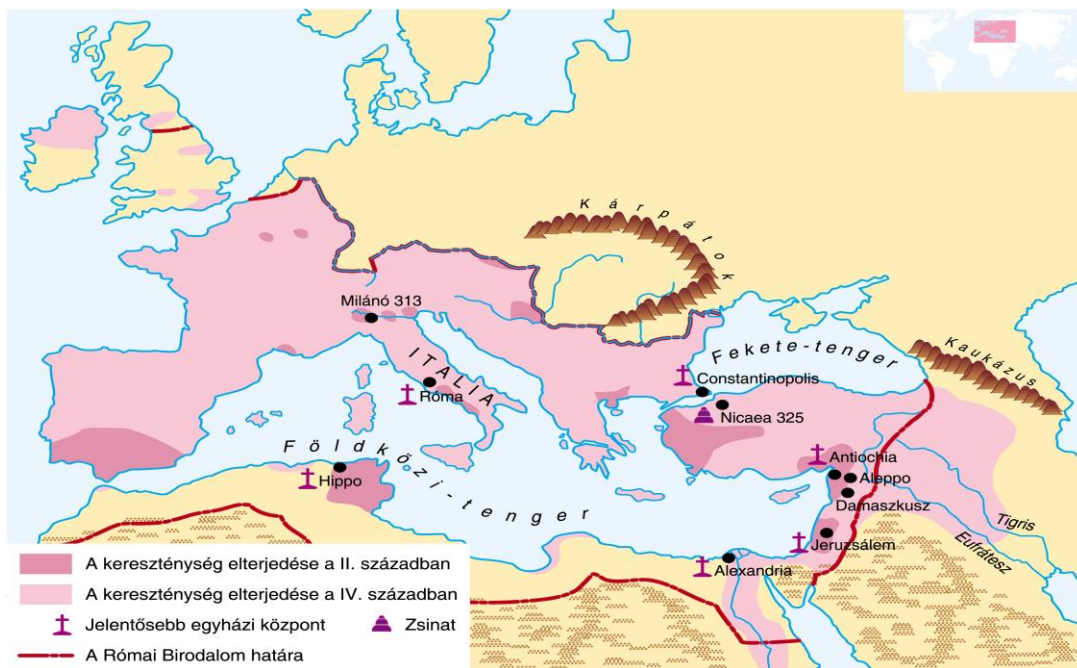 Kárpátok
Milánó 313
Kaukázus
Fekete-tenger
ITALIA
Constantinopolis
Róma
Nicaea 325
Földközi-tenger
Antiochia
Hippo
Aleppo
Damaszkusz
Tigris
Jeruzsálem
Eufrátesz
Alexandria
A kereszténység elterjedése a II. században
A kereszténység elterjedése a IV. században
Jelentősebb egyházi központ
Zsinat
A Római Birodalom határa